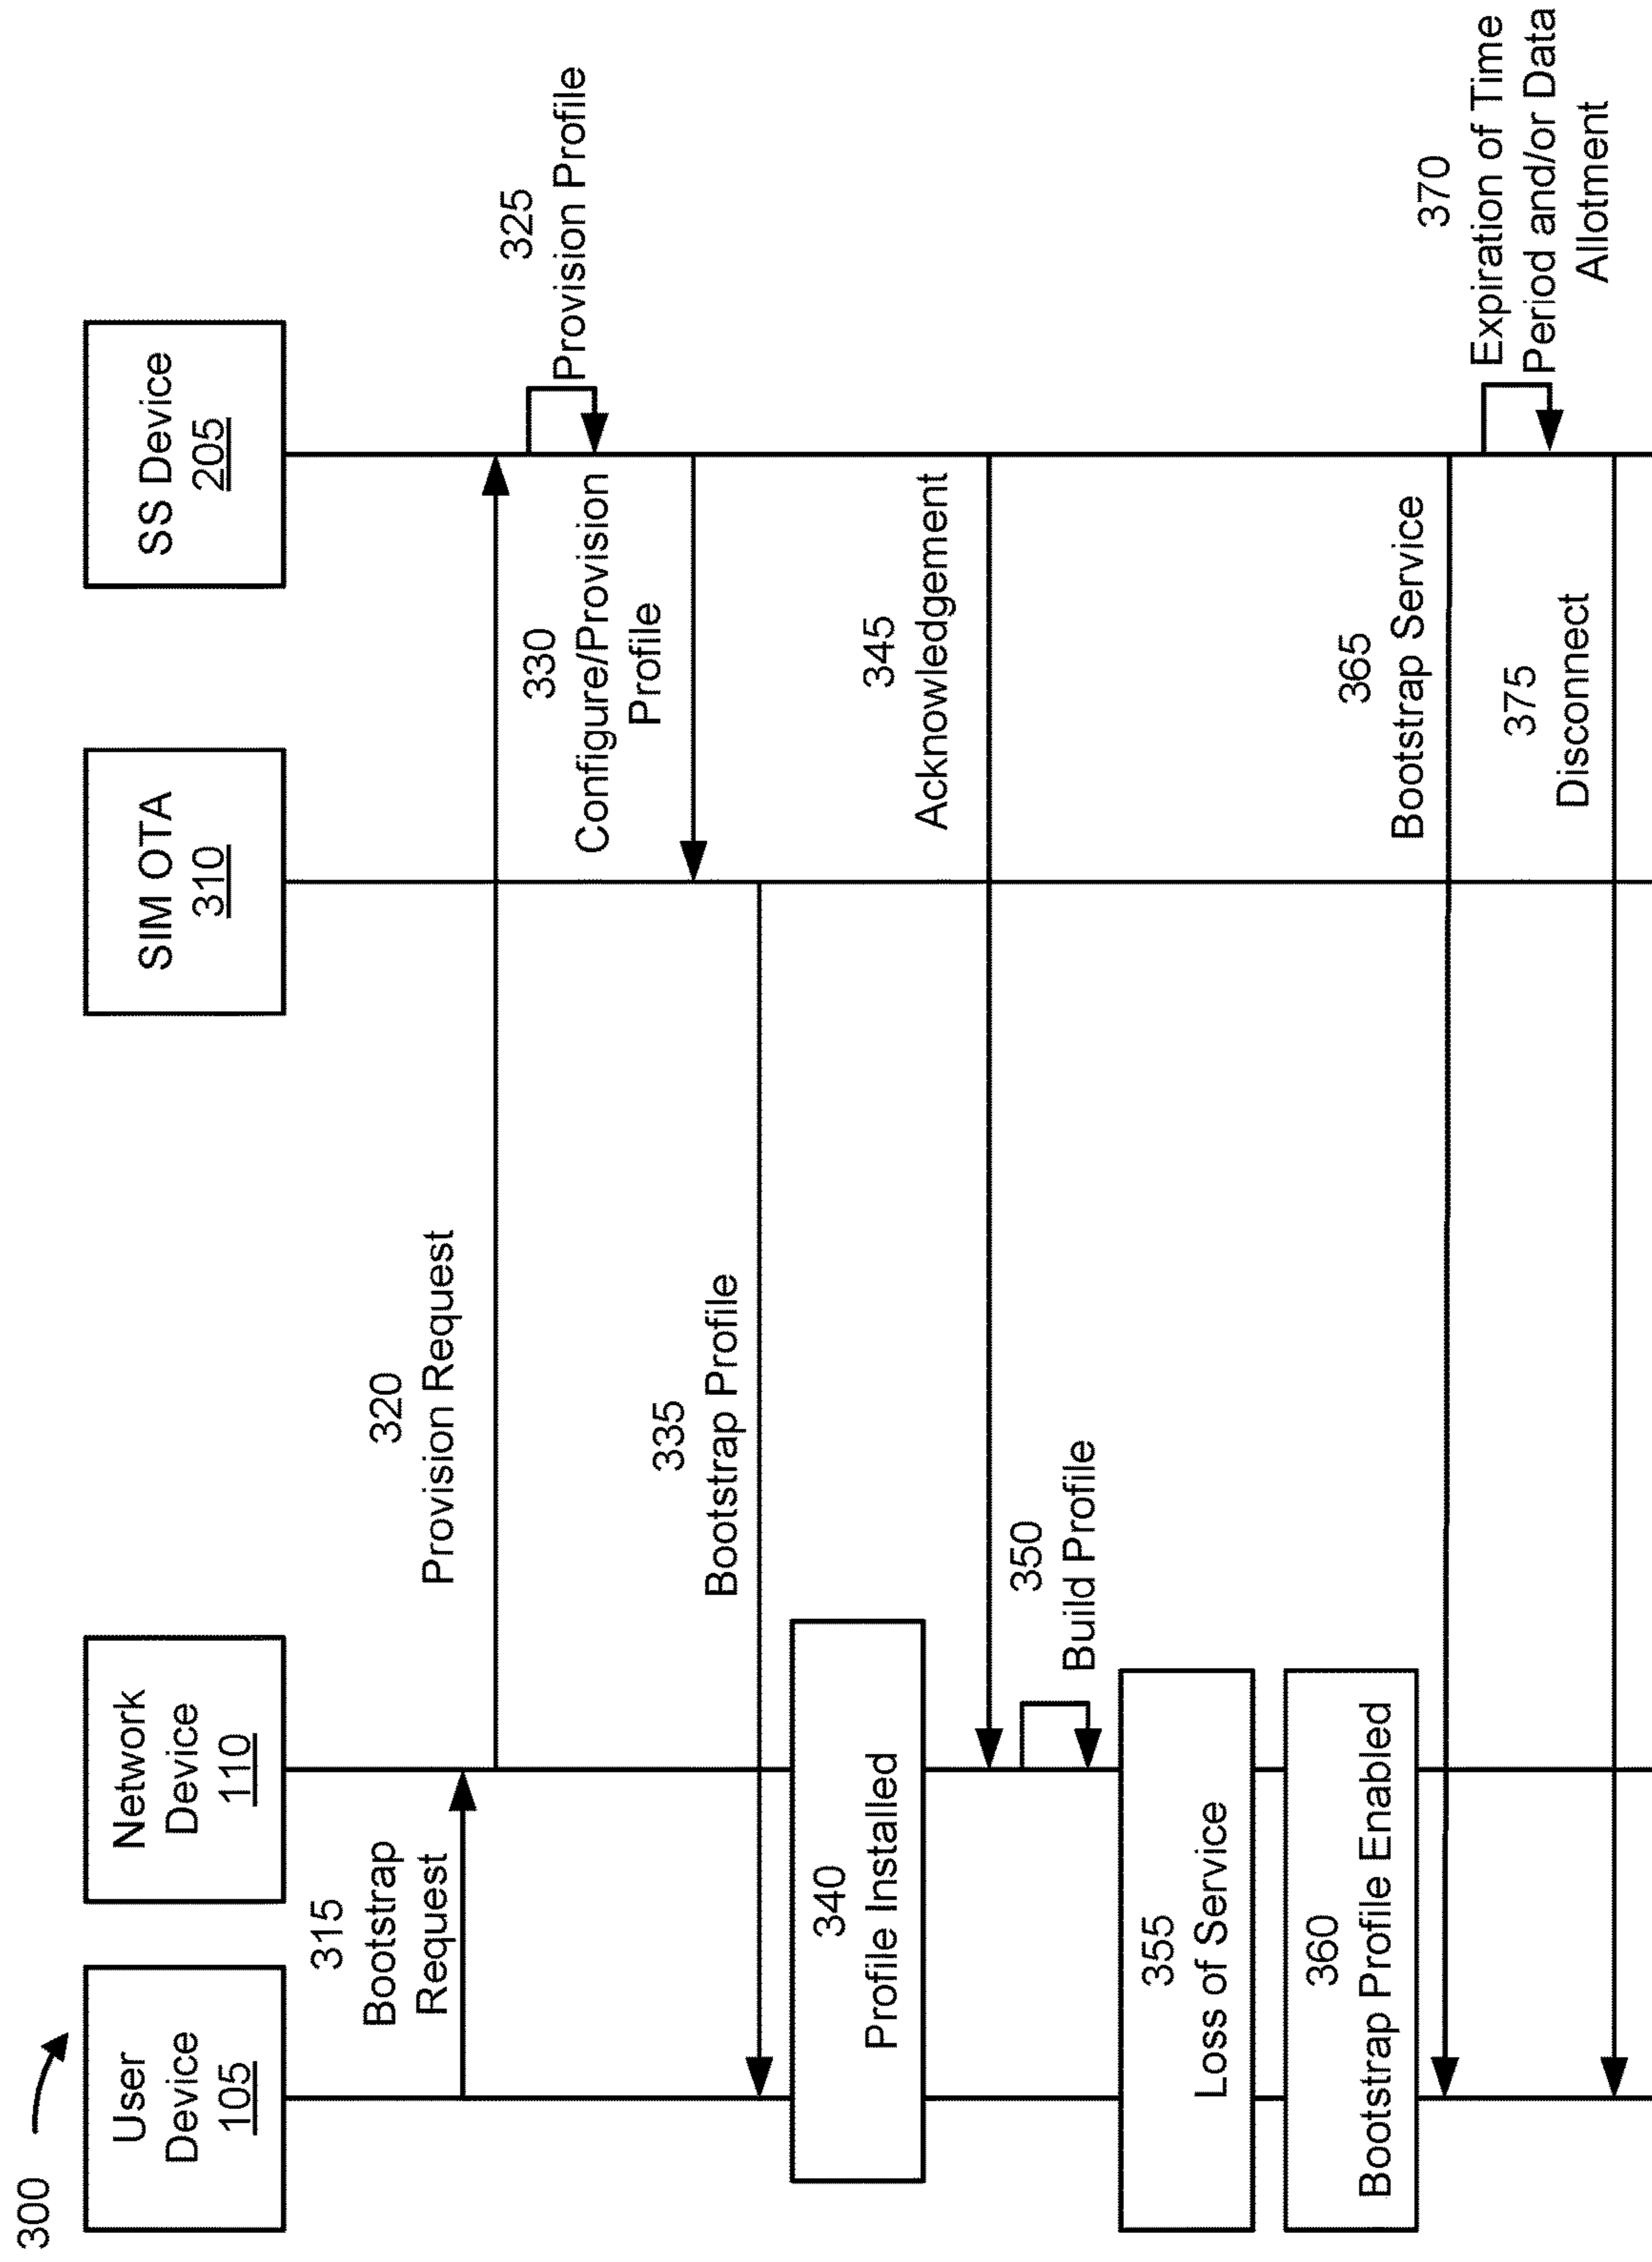 300
User
Device
105
Network
Device
110
SIM OTA
310
SS Device
205
315
Bootstrap
Request
320
Provision Request
325
Provision Profile
330
Configure/Provision
Profile
335
Bootstrap Profile
340
Profile Installed
345
Acknowledgement
350
Build Profile
355
Loss of Service
360
Bootstrap Profile Enabled
365
Bootstrap Service
370
Expiration of Time
Period and/or Data
Allotment
375
Disconnect